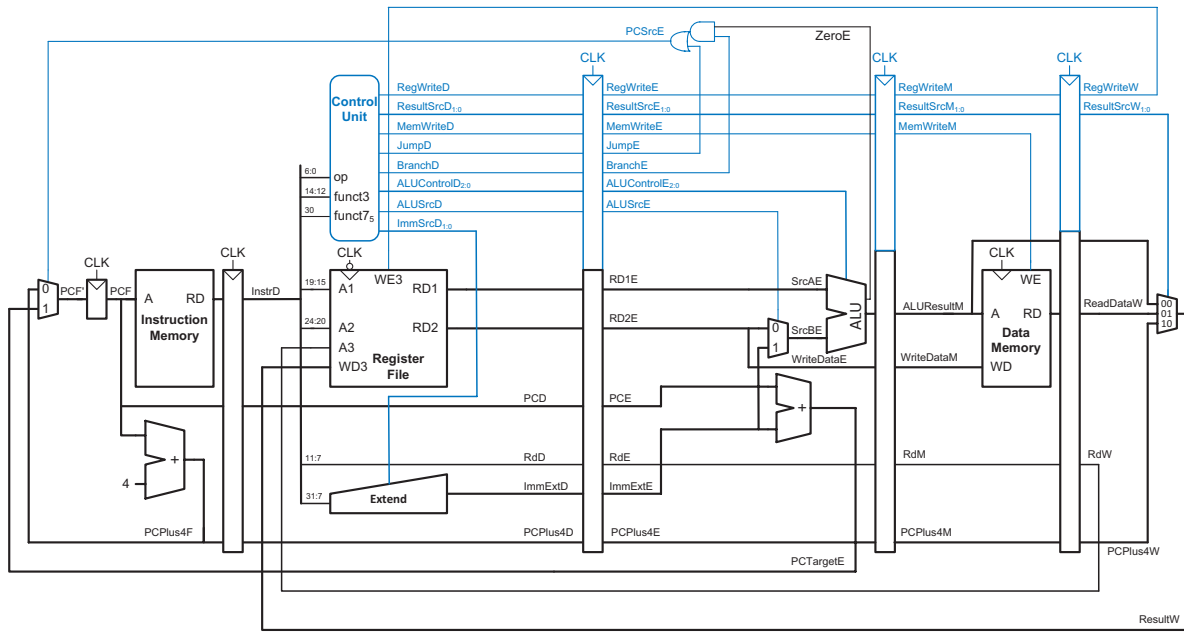 PCSrcE
ZeroE
CLK
CLK
CLK
Control
Unit
RegWriteD
RegWriteE
RegWriteM
RegWriteW
ResultSrcD1:0
ResultSrcE1:0
ResultSrcM1:0
ResultSrcW1:0
MemWriteD
MemWriteE
MemWriteM
JumpD
JumpE
BranchD
BranchE
6:0
op
14:12
funct3
ALUControlD2:0
ALUControlE2:0
30
funct75
ALUSrcD
ALUSrcE
ImmSrcD1:0
CLK
CLK
CLK
CLK
0
1
PCF'
PCF
A
RD
Instruction
Memory
InstrD
19:15
A1
WE3
RD1
RD1E
SrcAE
24:20
A2
RD2
RD2E
0
1
SrcBE
ALU
A3
WD3
Register
File
WriteDataE
ALUResultM
WriteDataM
WE
A
RD
Data
Memory
WD
ReadDataW
00
01
10
PCD
PCE
+
4
+
11:7
RdD
RdE
RdM
RdW
31:7
Extend
ImmExtD
ImmExtE
PCPlus4F
PCPlus4D
PCPlus4E
PCPlus4M
PCPlus4W
PCTargetE
ResultW